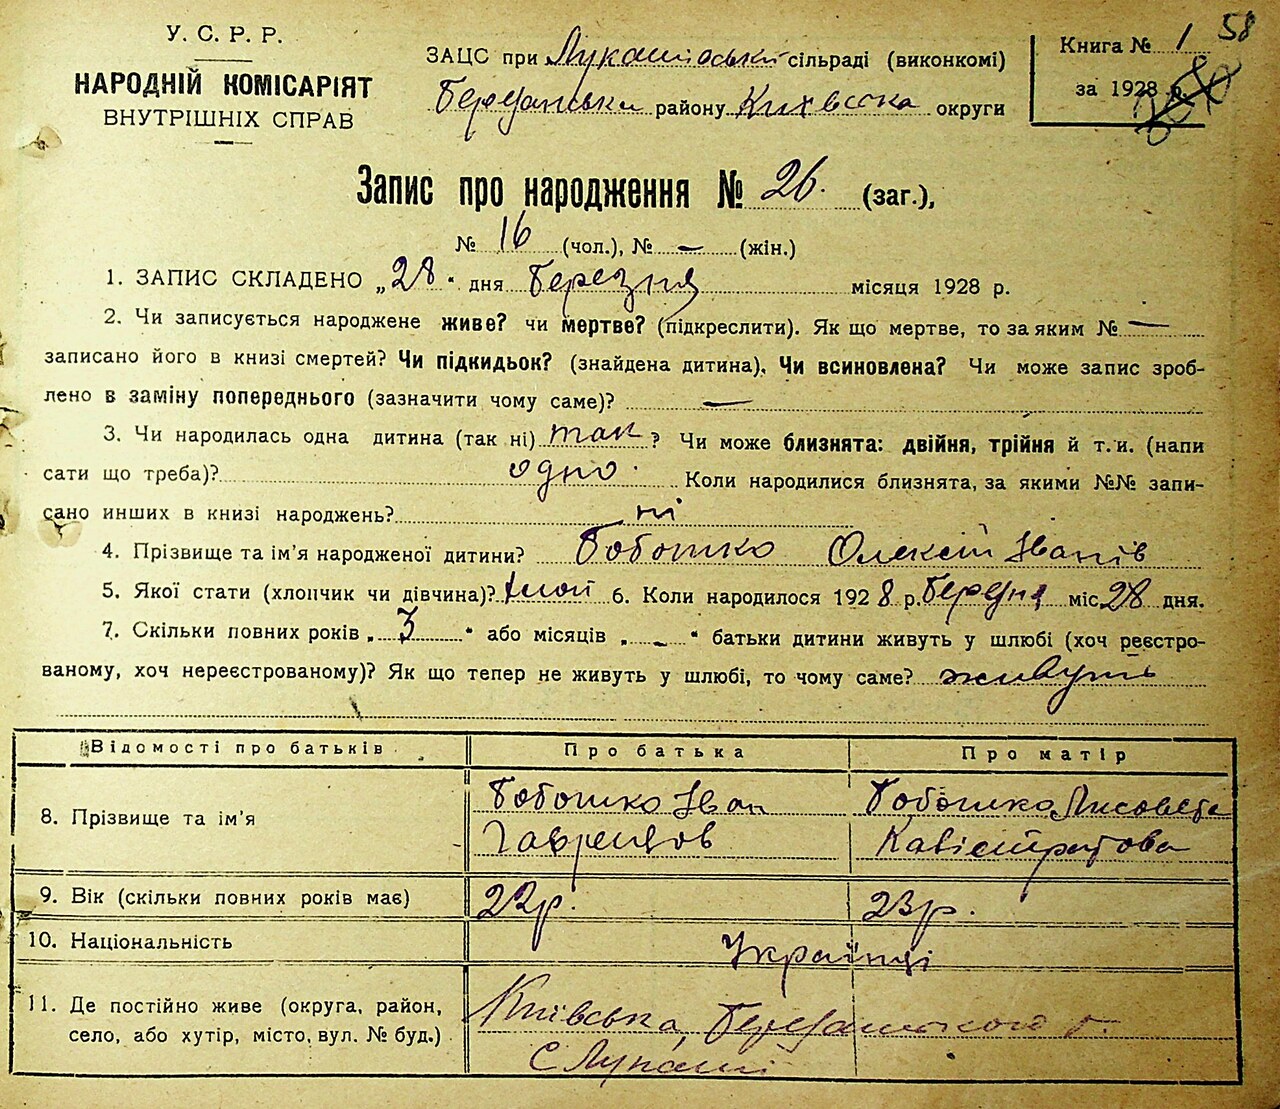 У. С. Р. Р.
НАРОДНІЙ КОМІСАРІЯТ
ВНУТРІШНІХ СПРАВ
ЗАЦС при Лукашівській сільраді (виконкомі)
району округи
Книга № 1 58
за 1928 р.
Запис про народження № 26. (заг.),
№ 16 (чол.), № — (жін.)
1. ЗАПИС СКЛАДЕНО „28“ дня березня місяця 1928 р.
2. Чи записується народжене живе? чи мертве? (підкреслити). Як що мертве, то за яким № —
записано його в книзі смертей? Чи підкидьок? (знайдена дитина). Чи всиновлена? Чи може запис зроб-
лено в заміну попереднього (зазначити чому саме)? —
3. Чи народилась одна дитина (так ні) так? Чи може близнята: двійня, трійня й т. и. (напи
сати що треба)? одно. Коли народилися близнята, за якими №№ запи-
сано инших в книзі народжень? ні
4. Прізвище та ім’я народженої дитини? Бобошко Олексій Іванів
5. Якої стати (хлопчик чи дівчина)? 6. Коли народилося 1928 р. Березня міс 28 дня.
7. Скільки повних років „3“ або місяців „-“ батьки дитини живуть у шлюбі (хоч реєстро-
ваному, хоч нереєстрованому)? Як що тепер не живуть у шлюбі, то чому саме? живуть
Відомості про батьків Про батька Про матір
8. Прізвище та ім’я Бобошко Іван Бобошко Лисовета
9. Вік (скільки повних років має) 22р. 23р.
10. Національність Українці
11. Де постійно живе (округа, район, Київська,
село, або хутір, місто, вул. № буд.) С Лукаші